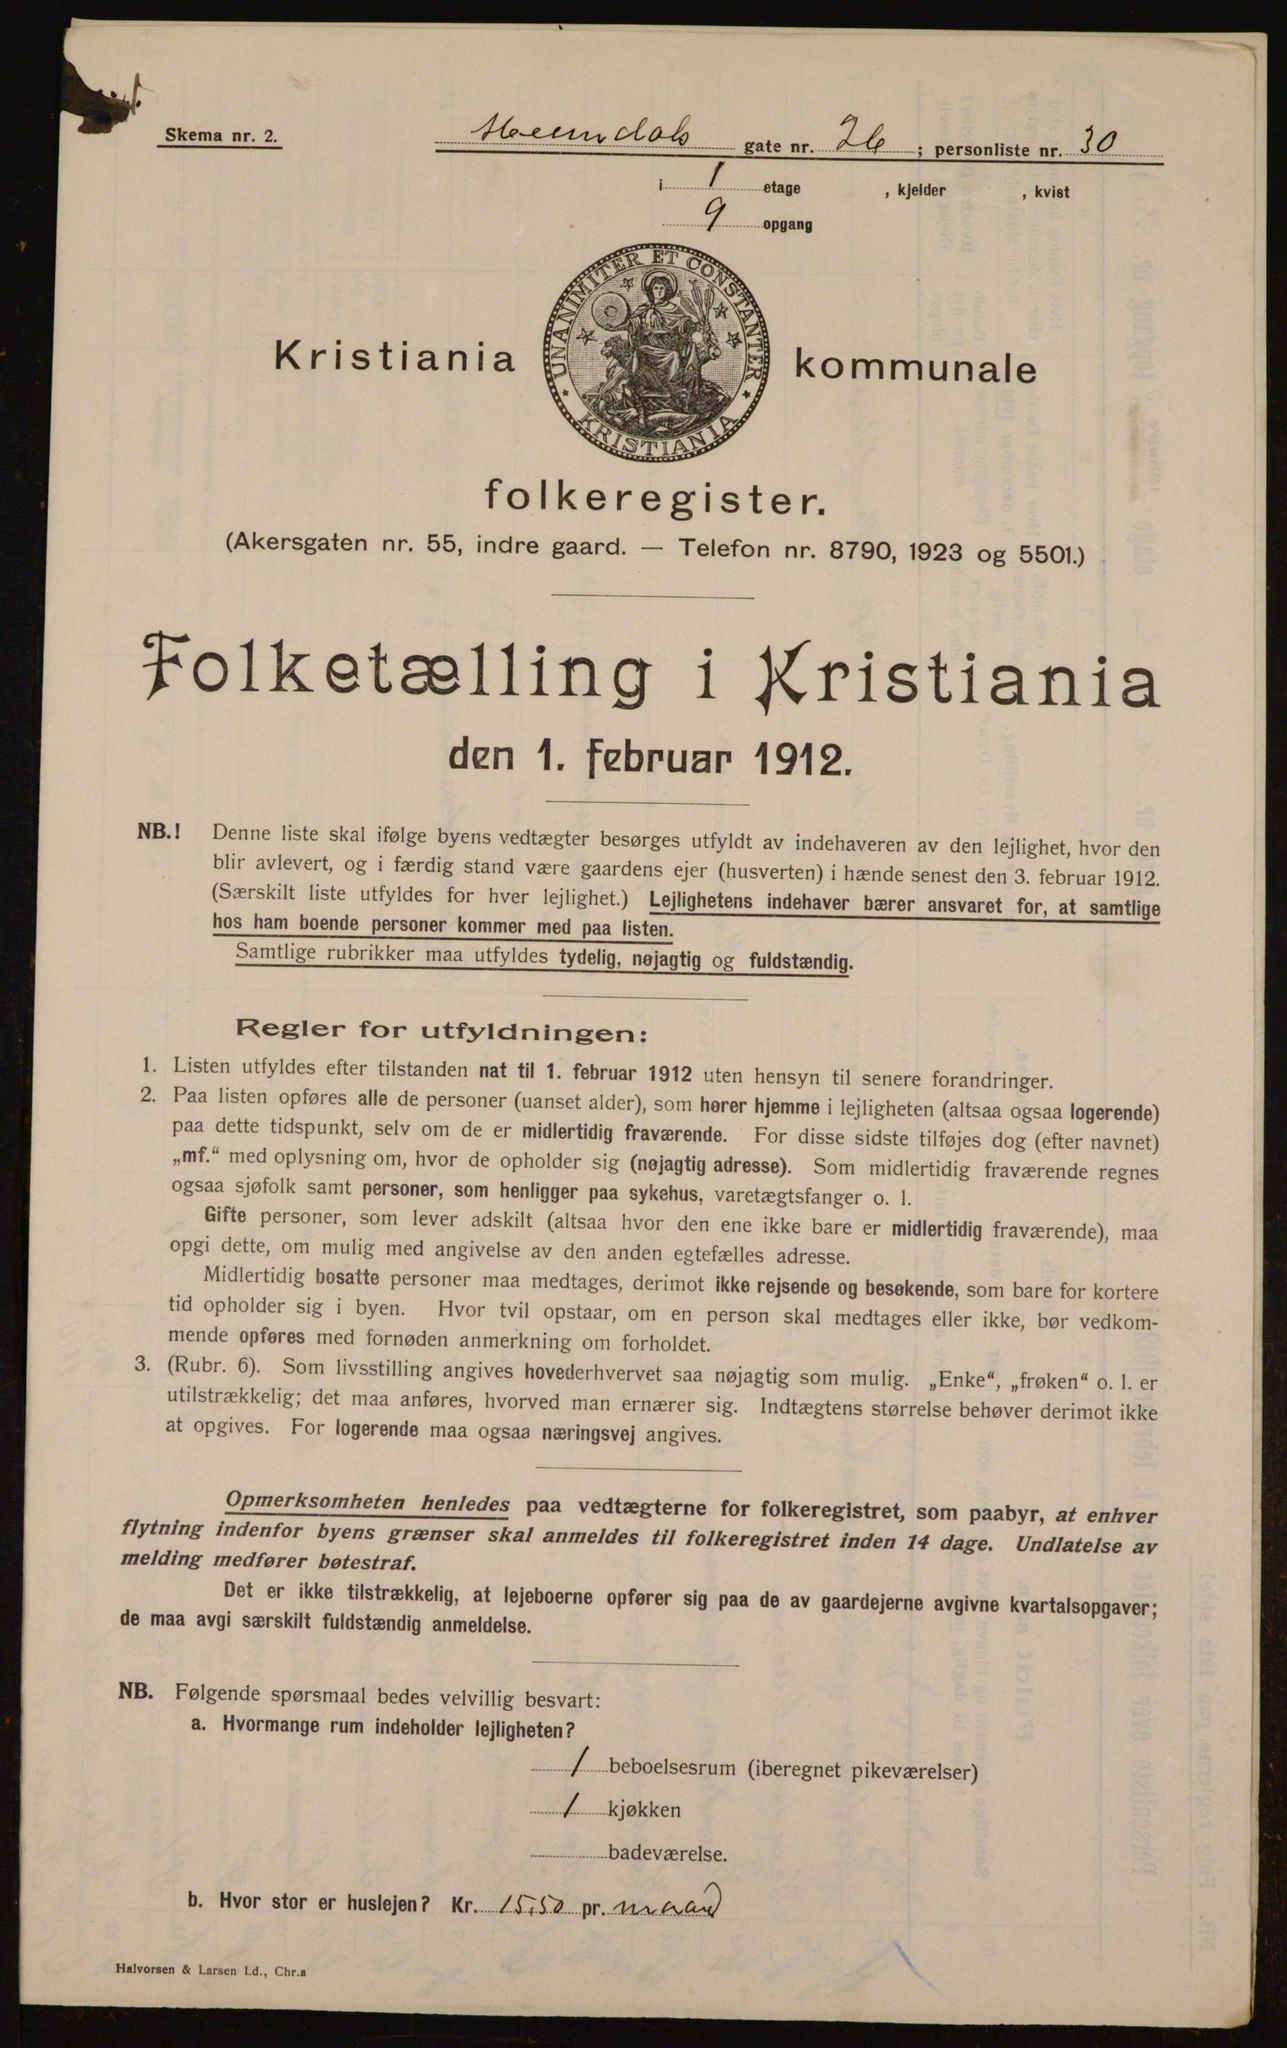 Skema nr. 2.
Heimdals gate nr. 26; personliste nr. 30
i 1 etage , kjelder , kvist
9 opgang
UNANIMITER ET CONSTANTER
KRISTIANIA
Kristiania kommunale
folkeregister.
(Akersgaten nr. 55, indre gaard. — Telefon nr. 8790, 1923 og 5501.)
Folketælling i Kristiania
den 1. februar 1912.
NB.! Denne liste skal ifølge byens vedtægter besørges utfyldt av indehaveren av den lejlighet, hvor den
blir avlevert, og i færdig stand være gaardens ejer (husverten) i hænde senest den 3. februar 1912.
(Særskilt liste utfyldes for hver lejlighet.) Lejlighetens indehaver bærer ansvaret for, at samtlige
hos ham boende personer kommer med paa listen.
Samtlige rubrikker maa utfyldes tydelig, nøjagtig og fuldstændig.
Regler for utfyldningen:
1. Listen utfyldes efter tilstanden nat til 1. februar 1912 uten hensyn til senere forandringer.
2. Paa listen opføres alle de personer (uanset alder), som hører hjemme i lejligheten (altsaa ogsaa logerende)
paa dette tidspunkt, selv om de er midlertidig fraværende. For disse sidste tilføjes dog (efter navnet)
„mf.“ med oplysning om, hvor de opholder sig (nøjagtig adresse). Som midlertidig fraværende regnes
ogsaa sjøfolk samt personer, som henligger paa sykehus, varetægtsfanger o. l.
Gifte personer, som lever adskilt (altsaa hvor den ene ikke bare er midlertidig fraværende), maa
opgi dette, om mulig med angivelse av den anden egtefælles adresse.
Midlertidig bosatte personer maa medtages, derimot ikke rejsende og besøkende, som bare for kortere
tid opholder sig i byen. Hvor tvil opstaar, om en person skal medtages eller ikke, bør vedkom-
mende opføres med fornøden anmerkning om forholdet.
3. (Rubr. 6). Som livsstilling angives hovederhvervet saa nøjagtig som mulig. „Enke“, „frøken“ o. l. er
utilstrækkelig; det maa anføres, hvorved man ernærer sig. Indtægtens størrelse behøver derimot ikke
at opgives. For logerende maa ogsaa næringsvej angives.
Opmerksomheten henledes paa vedtægterne for folkeregistret, som paabyr, at enhver
flytning indenfor byens grænser skal anmeldes til folkeregistret inden 14 dage. Undlatelse av
melding medfører bøtestraf.
Det er ikke tilstrækkelig, at lejeboerne opfører sig paa de av gaardejerne avgivne kvartalsopgaver;
de maa avgi særskilt fuldstændig anmeldelse.
NB. Følgende spørsmaal bedes velvillig besvart:
a. Hvormange rum indeholder lejligheten?
1 beboelsesrum (iberegnet pikeværelser)
1 kjøkken
badeværelse.
b. Hvor stor er huslejen? Kr. 15,50 pr. maand
Halvorsen & Larsen Ld., Chr.a